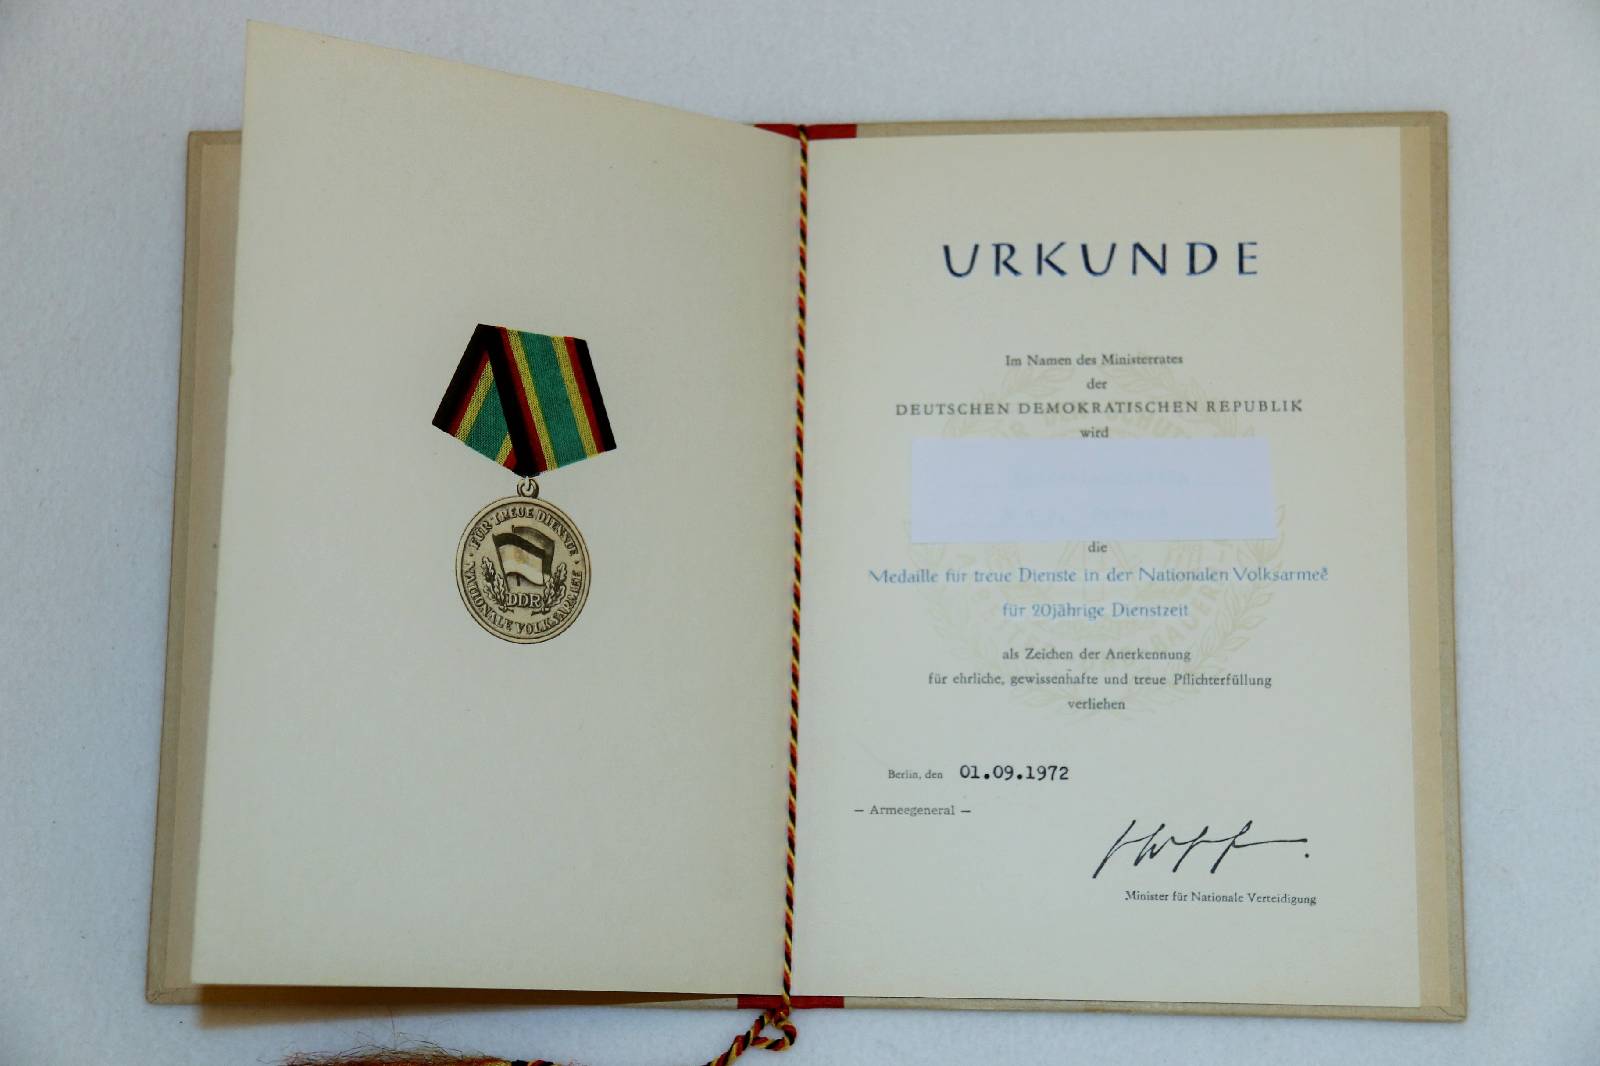 FÜR TREUE DIENSTE
NATIONALE VOLKSARMEE
DDR
URKUNDE
Im Namen des Ministerrates
der
DEUTSCHEN DEMOKRATISCHEN REPUBLIK
wird
die
Medaille für treue Dienste in der Nationalen Volksarmee
für 20jährige Dienstzeit
als Zeichen der Anerkennung
für ehrliche, gewissenhafte und treue Pflichterfüllung
verliehen
Berlin, den 01.09.1972
— Armeegeneral —
Minister für Nationale Verteidigung